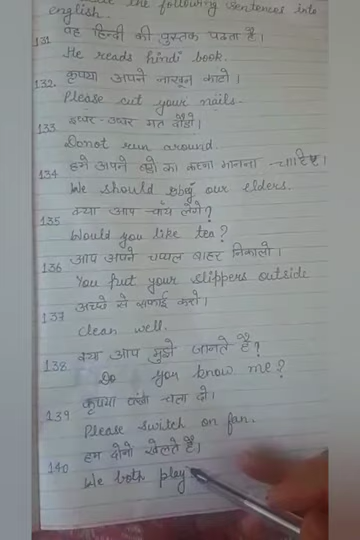 the following sentences into
english.
131. यह हिन्दी की पुस्तक पढता है।
He reads hindi book.
132. कृपया अपने नाखून काटो।
Please cut your nails.
133. इधर-उधर मत दौडो।
Donot run around.
134 हमे अपने बडो का कहना मानना चाहिए।
We should obey our elders.
135 क्या आप चाय लेंगे?
Would you like tea?
136 आप अपने चप्पल बाहर निकालो।
You put your slippers outside
137 अच्छे से सफाई करो।
clean well.
138. क्या आप मुझे जानते है?
Do you know me?
139 कृपया पंखा चला दो।
Please switch on fan.
140 हम दोनो खेलते है।
We both play